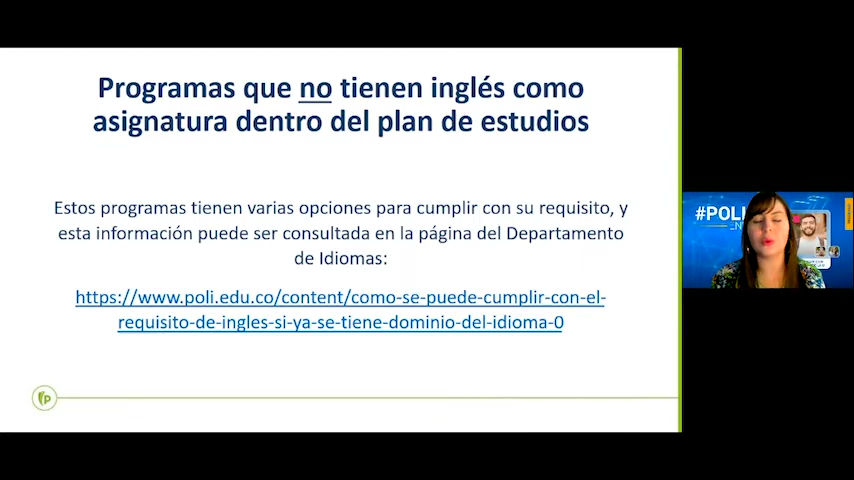 Programas que no tienen inglés como
asignatura dentro del plan de estudios
Estos programas tienen varias opciones para cumplir con su requisito, y
esta información puede ser consultada en la página del Departamento
de Idiomas:
https://www.poli.edu.co/content/como-se-puede-cumplir-con-el-
requisito-de-ingles-si-ya-se-tiene-dominio-del-idioma-0
#POLI